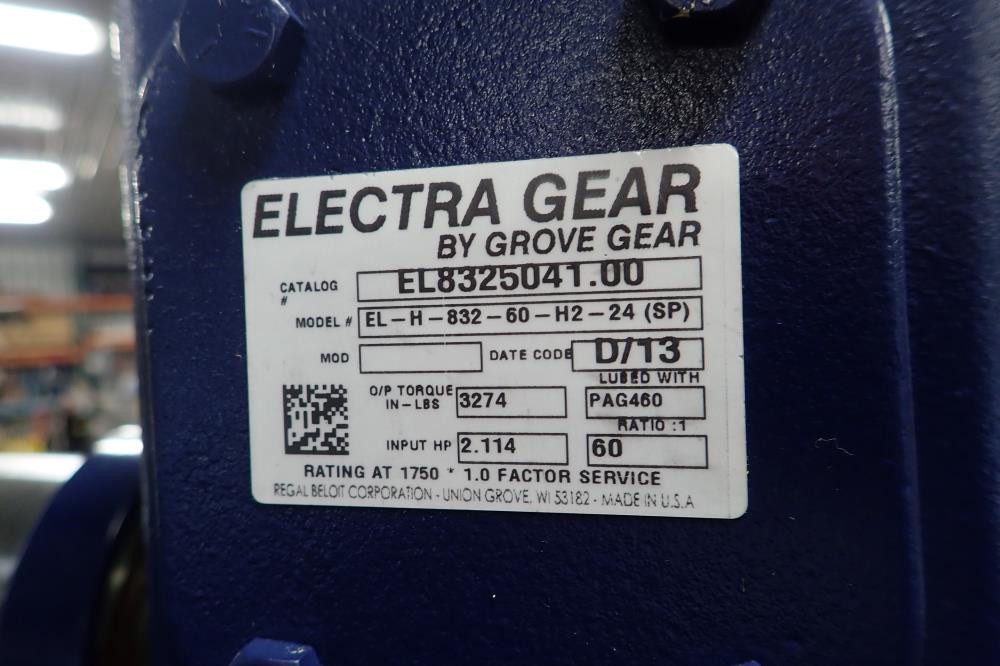 ELECTRA GEAR
BY GROVE GEAR
CATALOG # EL8325041.00
MODEL # EL-H-832-60-H2-24 (SP)
MOD DATE CODE D/13
LUBED WITH
O/P TORQUE IN-LBS 3274 PAG460
RATIO :1
INPUT HP 2.114 60
RATING AT 1750 * 1.0 FACTOR SERVICE
REGAL BELOIT CORPORATION - UNION GROVE, WI 53182 - MADE IN U.S.A